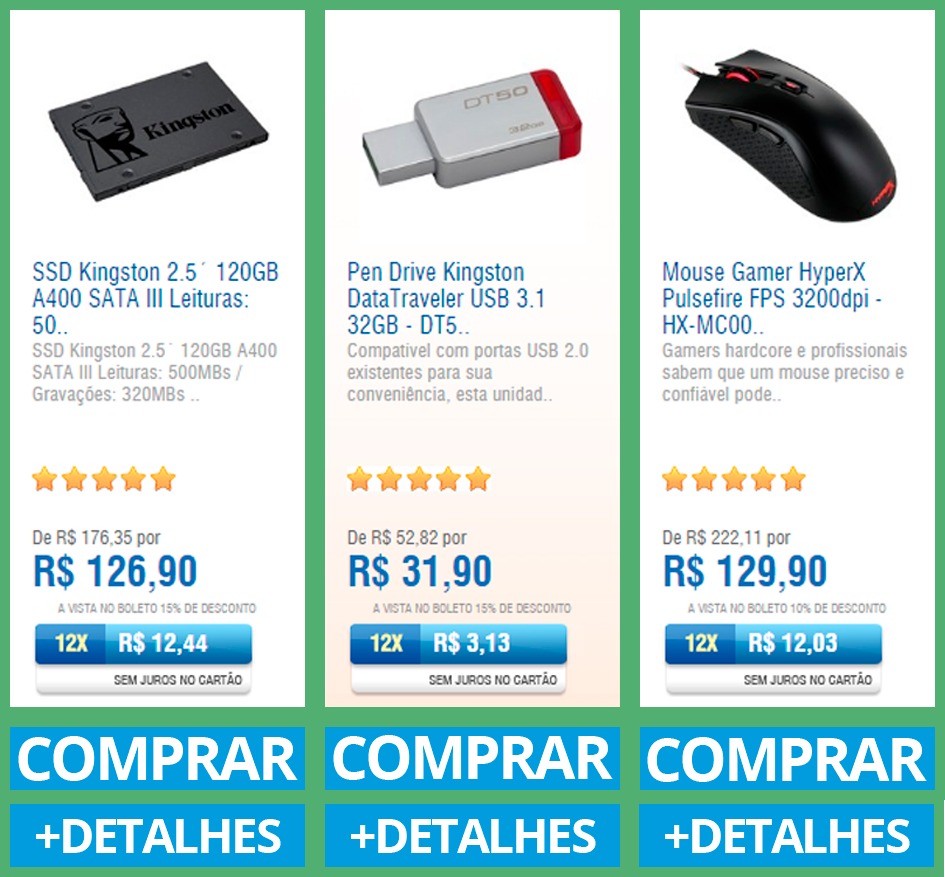 Kingston
DT50
32GB
HYPERX
SSD Kingston 2.5´ 120GB
A400 SATA III Leituras:
50..
SSD Kingston 2.5` 120GB A400
SATA III Leituras: 500MBs /
Gravações: 320MBs ..
De R$ 176,35 por
R$ 126,90
A VISTA NO BOLETO 15% DE DESCONTO
12X R$ 12,44
SEM JUROS NO CARTÃO
COMPRAR
+DETALHES
Pen Drive Kingston
DataTraveler USB 3.1
32GB - DT5..
Compatível com portas USB 2.0
existentes para sua
conveniência, esta unidad..
De R$ 52,82 por
R$ 31,90
A VISTA NO BOLETO 15% DE DESCONTO
12X R$ 3,13
SEM JUROS NO CARTÃO
COMPRAR
+DETALHES
Mouse Gamer HyperX
Pulsefire FPS 3200dpi -
HX-MC00..
Gamers hardcore e profissionais
sabem que um mouse preciso e
confiável pode..
De R$ 222,11 por
R$ 129,90
A VISTA NO BOLETO 10% DE DESCONTO
12X R$ 12,03
SEM JUROS NO CARTÃO
COMPRAR
+DETALHES